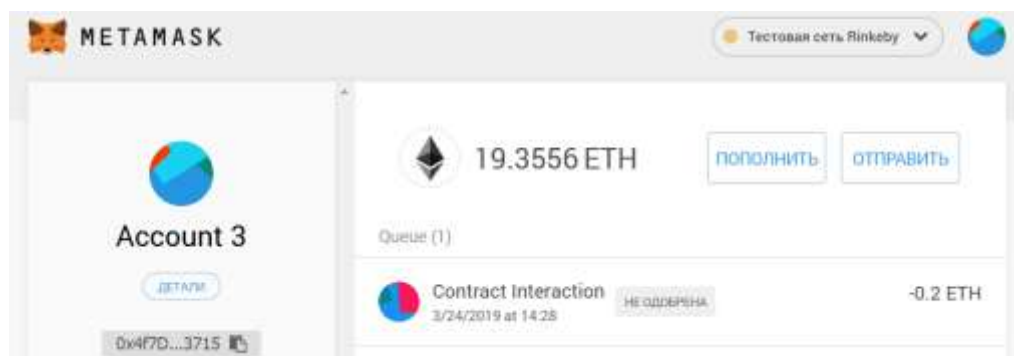 METAMASK
Тестовая сеть Rinkeby
19.3556 ETH
ПОПОЛНИТЬ
ОТПРАВИТЬ
Account 3
Queue (1)
ДЕТАЛИ
Contract Interaction
НЕ ОДОБРЕНА
-0.2 ETH
3/24/2019 at 14:28
0x4f7D...3715